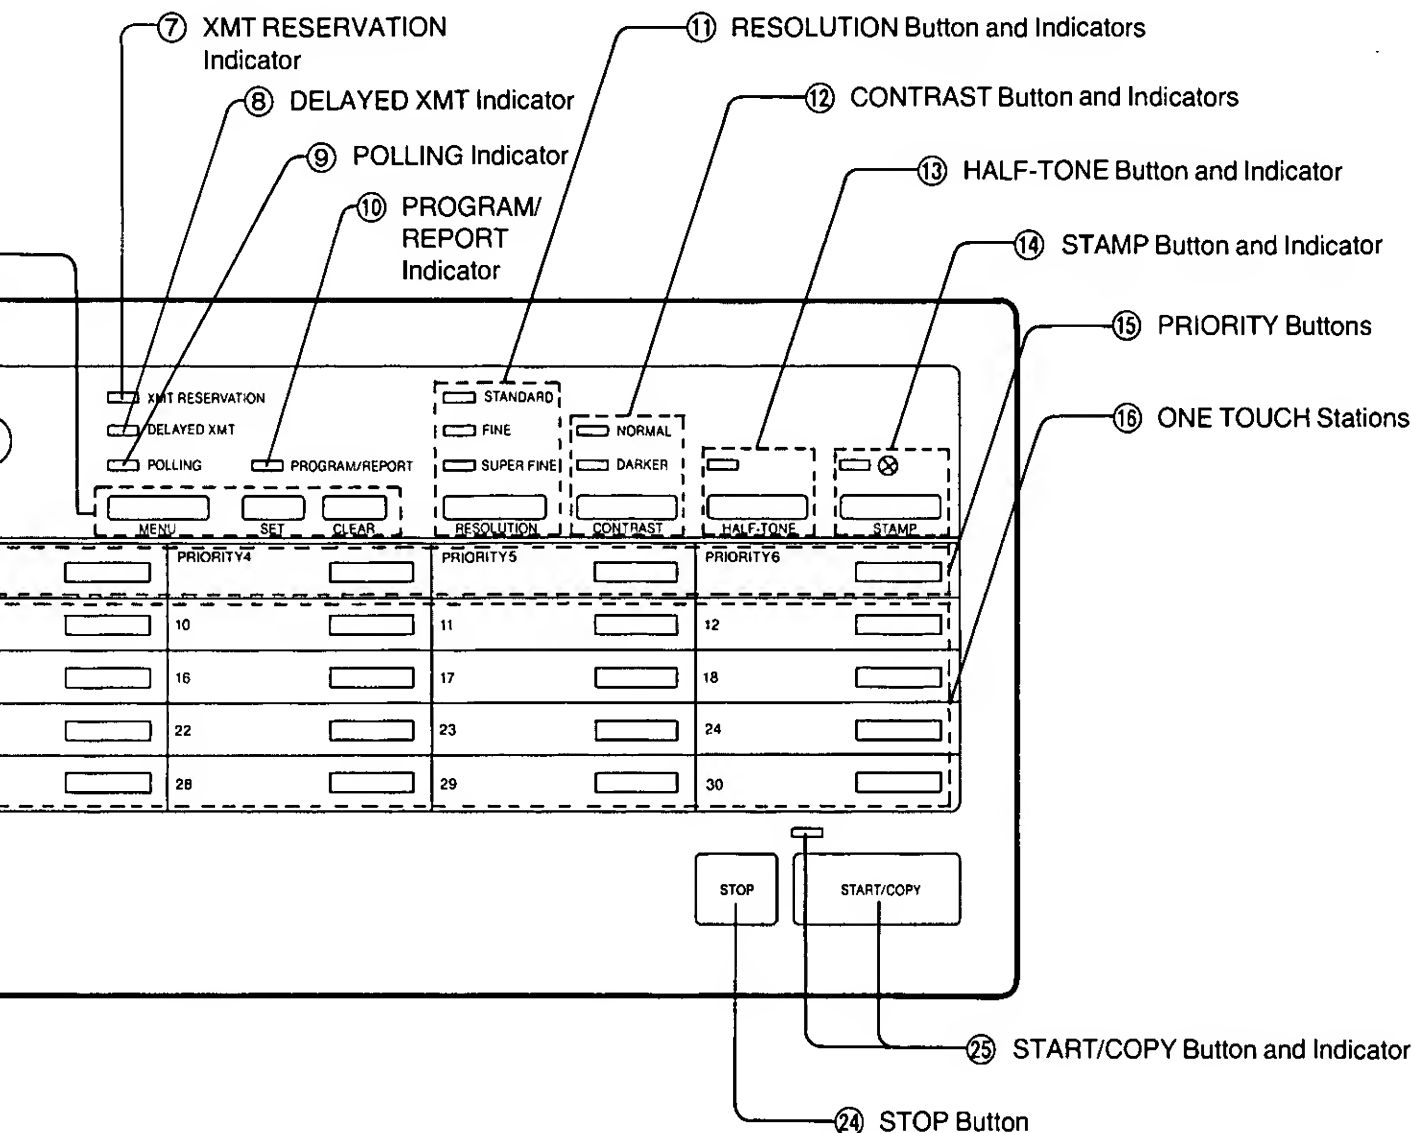 ⑦ XMT RESERVATION
Indicator
⑪ RESOLUTION Button and Indicators
⑧ DELAYED XMT Indicator
⑫ CONTRAST Button and Indicators
⑨ POLLING Indicator
⑬ HALF-TONE Button and Indicator
⑩ PROGRAM/
REPORT
Indicator
⑭ STAMP Button and Indicator
⑮ PRIORITY Buttons
⑯ ONE TOUCH Stations
XMT RESERVATION
DELAYED XMT
POLLING
PROGRAM/REPORT
MENU
SET
CLEAR
STANDARD
FINE
SUPER FINE
RESOLUTION
NORMAL
DARKER
CONTRAST
HALF-TONE
STAMP
PRIORITY4
PRIORITY5
PRIORITY6
10
11
12
16
17
18
22
23
24
28
29
30
STOP
START/COPY
㉕ START/COPY Button and Indicator
㉔ STOP Button